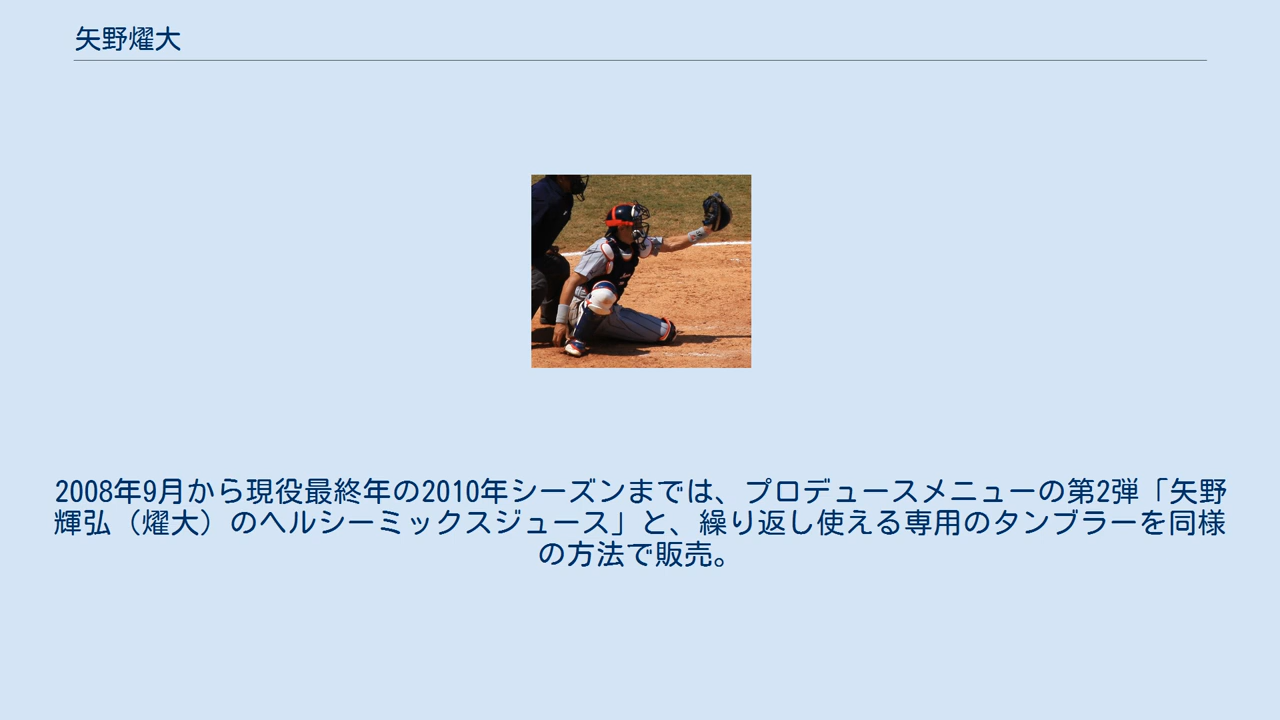 矢野燿大
2008年9月から現役最終年の2010年シーズンまでは、プロデュースメニューの第2弾「矢野
輝弘（燿大）のヘルシーミックスジュース」と、繰り返し使える専用のタンブラーを同様
の方法で販売。